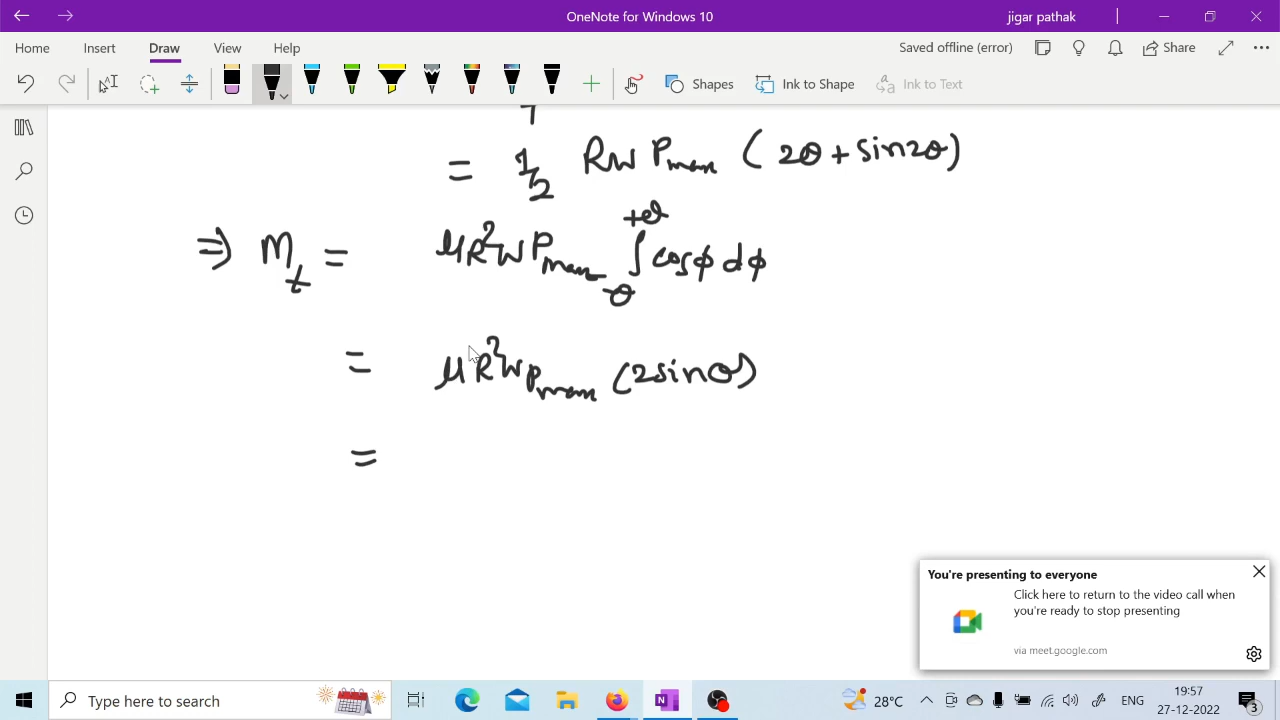 OneNote for Windows 10
jigar pathak
Home Insert Draw View Help
Saved offline (error)
Share
Shapes
Ink to Shape
Ink to Text
= 1/2 RW Pmax (2θ + sin2θ)
⇒ Mt = μR²W Pmax ∫ cosφ dφ
+θ
-θ
= μR²W Pmax (2sinθ)
=
You're presenting to everyone
Click here to return to the video call when
you're ready to stop presenting
via meet.google.com
Type here to search
28°C
ENG
19:57
27-12-2022
3